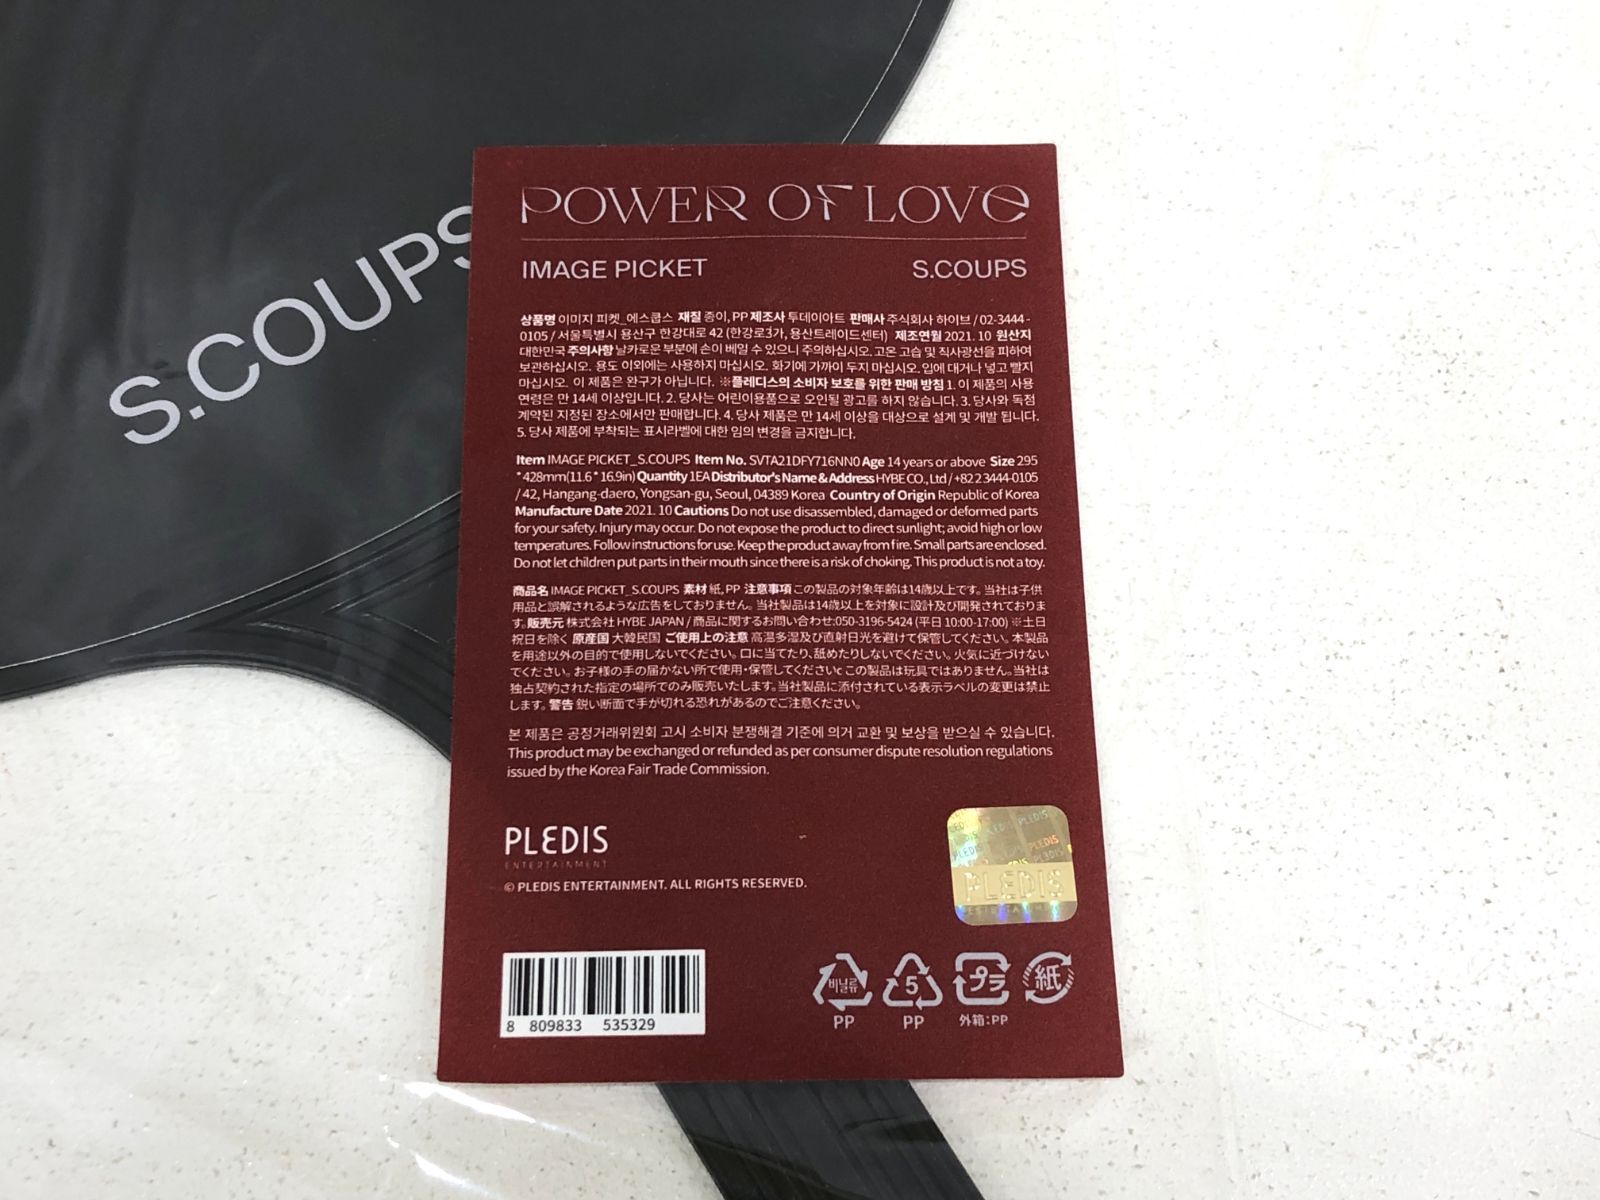 S.COUPS
POWER OF LOVE
IMAGE PICKET S.COUPS
상품명 이미지 피켓_에스쿱스 재질 종이, PP 제조사 투데이아트 판매사 주식회사 하이브 / 02-3444-
0105 / 서울특별시 용산구 한강대로 42 (한강로3가, 용산트레이드센터) 제조연월 2021. 10 원산지
대한민국 주의사항 날카로운 부분에 손이 베일 수 있으니 주의하십시오. 고온 고습 및 직사광선을 피하여
보관하십시오. 용도 이외에는 사용하지 마십시오. 화기에 가까이 두지 마십시오. 입에 대거나 넣고 빨지
마십시오. 이 제품은 완구가 아닙니다. ※플레디스의 소비자 보호를 위한 판매 방침 1. 이 제품의 사용
연령은 만 14세 이상입니다. 2. 당사는 어린이용품으로 오인될 광고를 하지 않습니다. 3. 당사와 독점
계약된 지정된 장소에서만 판매합니다. 4. 당사 제품은 만 14세 이상을 대상으로 설계 및 개발 됩니다.
5. 당사 제품에 부착되는 표시라벨에 대한 임의 변경을 금지합니다.
Item IMAGE PICKET_S.COUPS Item No. SVTA21DFY716NN0 Age 14 years or above Size 295
* 428mm(11.6 * 16.9in) Quantity 1EA Distributor's Name & Address HYBE CO., Ltd / +82 2 3444-0105
/ 42, Hangang-daero, Yongsan-gu, Seoul, 04389 Korea Country of Origin Republic of Korea
Manufacture Date 2021. 10 Cautions Do not use disassembled, damaged or deformed parts
for your safety. Injury may occur. Do not expose the product to direct sunlight; avoid high or low
temperatures. Follow instructions for use. Keep the product away from fire. Small parts are enclosed.
Do not let children put parts in their mouth since there is a risk of choking. This product is not a toy.
商品名 IMAGE PICKET_S.COUPS 素材 紙, PP 注意事項 この製品の対象年齢は14歳以上です。当社は子供
用品と誤解されるような広告をしておりません。当社製品は14歳以上を対象に設計及び開発されておりま
す。販売元 株式会社 HYBE JAPAN / 商品に関するお問い合わせ:050-3196-5424 (平日 10:00-17:00) ※土日
祝日を除く 原産国 大韓民国 ご使用上の注意 高温多湿及び直射日光を避けて保管してください。本製品
を用途以外の目的で使用しないでください。口に当てたり、舐めたりしないでください。火気に近づけない
でください。お子様の手の届かない所で使用・保管してくださいc この製品は玩具ではありません。当社は
独占契約された指定の場所でのみ販売いたします。当社製品に添付されている表示ラベルの変更は禁止
します。警告 鋭い断面で手が切れる恐れがあるのでご注意ください。
본 제품은 공정거래위원회 고시 소비자 분쟁해결 기준에 의거 교환 및 보상을 받으실 수 있습니다.
This product may be exchanged or refunded as per consumer dispute resolution regulations
issued by the Korea Fair Trade Commission.
PLEDIS
ENTERTAINMENT
© PLEDIS ENTERTAINMENT. ALL RIGHTS RESERVED.
PLEDIS
8 809833 535329
비닐류 5 プラ 紙
PP PP 外箱:PP